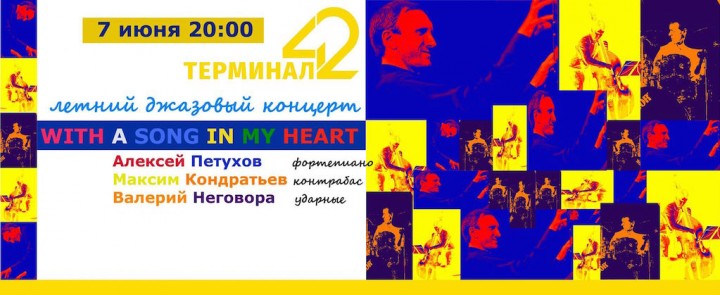 7 июня 20:00
42
ТЕРМИНАЛ
летний джазовый концерт
WITH A SONG IN MY HEART
Алексей Петухов фортепиано
Максим Кондратьев контрабас
Валерий Неговора ударные